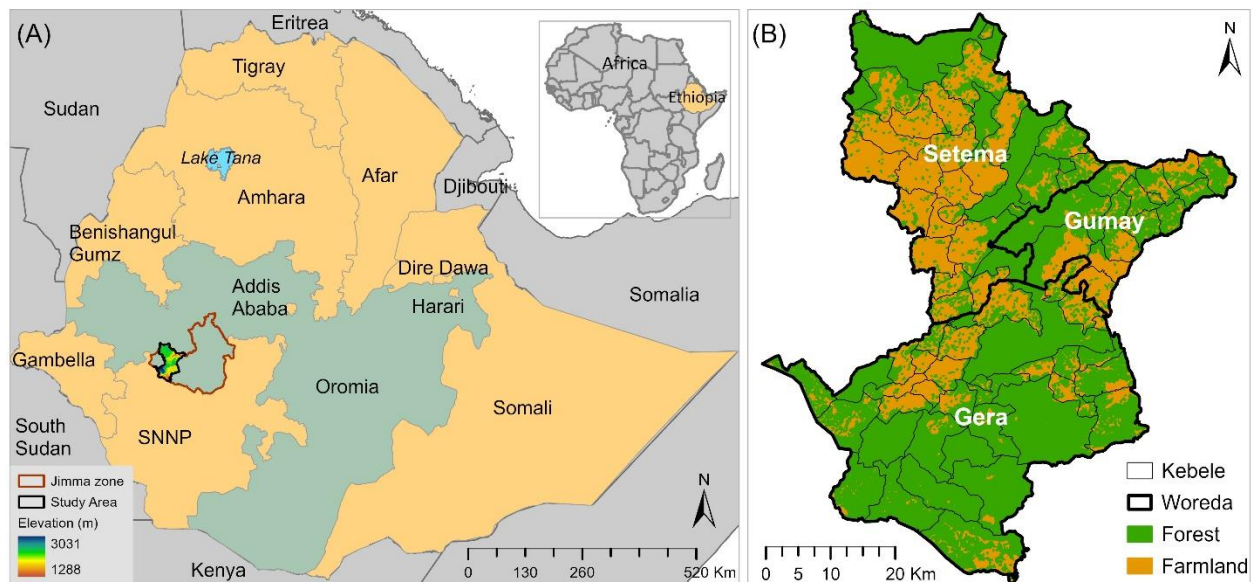 (A)
Eritrea
Tigray
Sudan
Lake Tana
Amhara
Afar
Djibouti
Benishangul
Gumz
Dire Dawa
Addis
Ababa
Harari
Somalia
Gambella
Oromia
Somali
South
Sudan
SNNP
Kenya
Jimma zone
Study Area
Elevation (m)
3031
1288
N
0 130 260 520 Km
Africa
Ethiopia
(B)
N
Setema
Gumay
Gera
Kebele
Woreda
Forest
Farmland
0 5 10 20 Km